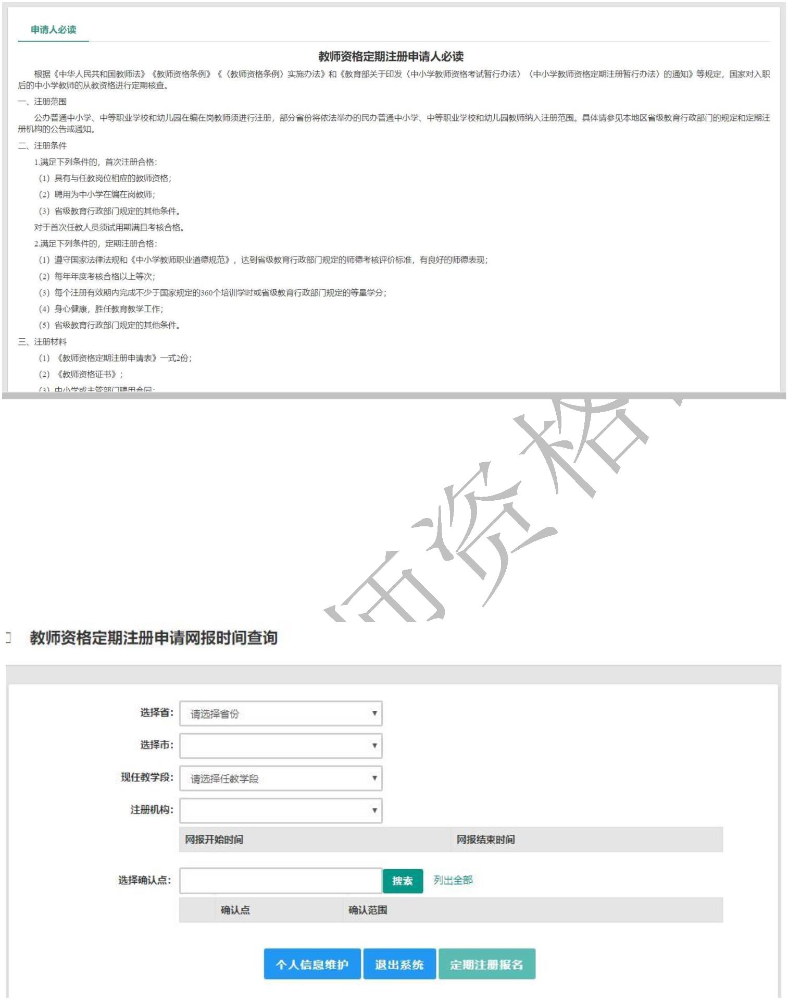 申请人必读
教师资格定期注册申请人必读
根据《中华人民共和国教师法》《教师资格条例》《〈教师资格条例〉实施办法》和《教育部关于印发〈中小学教师资格考试暂行办法〉〈中小学教师资格定期注册暂行办法〉的通知》等规定，国家对入职
后的中小学教师的从教资格进行定期核查。
一、注册范围
公办普通中小学、中等职业学校和幼儿园在编在岗教师须进行注册，部分省份将依法举办的民办普通中小学、中等职业学校和幼儿园教师纳入注册范围。具体请参见本地区省级教育行政部门的规定和定期注
册机构的公告或通知。
二、注册条件
1.满足下列条件的，首次注册合格：
（1）具有与任教岗位相应的教师资格；
（2）聘用为中小学在编在岗教师；
（3）省级教育行政部门规定的其他条件。
对于首次任教人员须试用期满且考核合格。
2.满足下列条件的，定期注册合格：
（1）遵守国家法律法规和《中小学教师职业道德规范》，达到省级教育行政部门规定的师德考核评价标准，有良好的师德表现；
（2）每年年度考核合格以上等次；
（3）每个注册有效期内完成不少于国家规定的360个培训学时或省级教育行政部门规定的等量学分；
（4）身心健康，胜任教育教学工作；
（5）省级教育行政部门规定的其他条件。
三、注册材料
（1）《教师资格定期注册申请表》一式2份；
（2）《教师资格证书》；
（3）中小学或主管部门聘用合同；
师资格
教师资格定期注册申请网报时间查询
选择省： 请选择省份
选择市：
现任教学段： 请选择任教学段
注册机构：
网报开始时间 网报结束时间
选择确认点： 搜索 列出全部
确认点 确认范围
个人信息维护 退出系统 定期注册报名